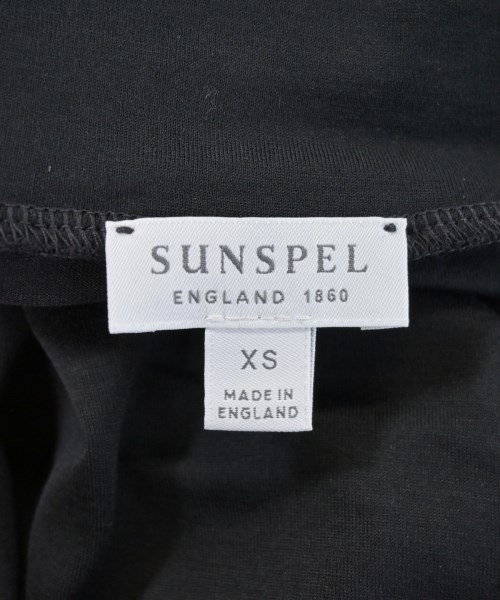 SUNSPEL
ENGLAND 1860
XS
MADE IN
ENGLAND